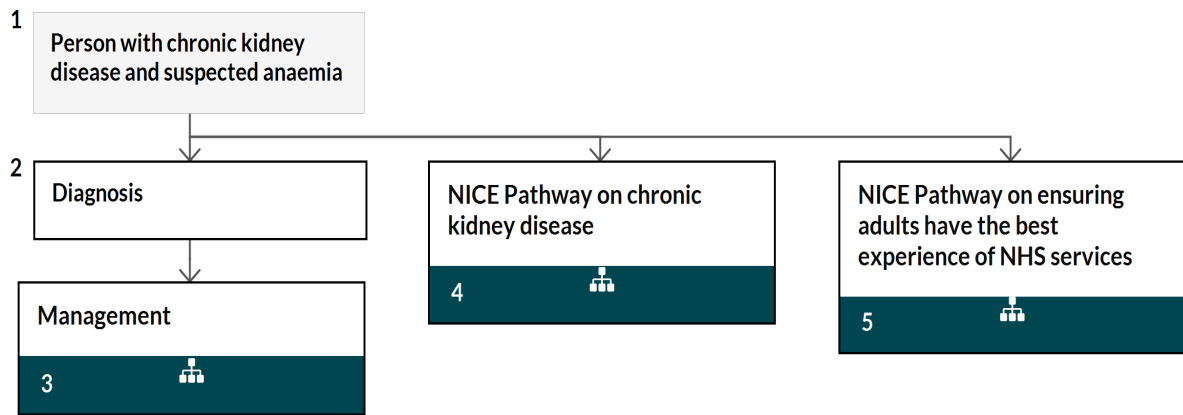 1
Person with chronic kidney
disease and suspected anaemia
2
Diagnosis
Management
3
NICE Pathway on chronic
kidney disease
4
NICE Pathway on ensuring
adults have the best
experience of NHS services
5